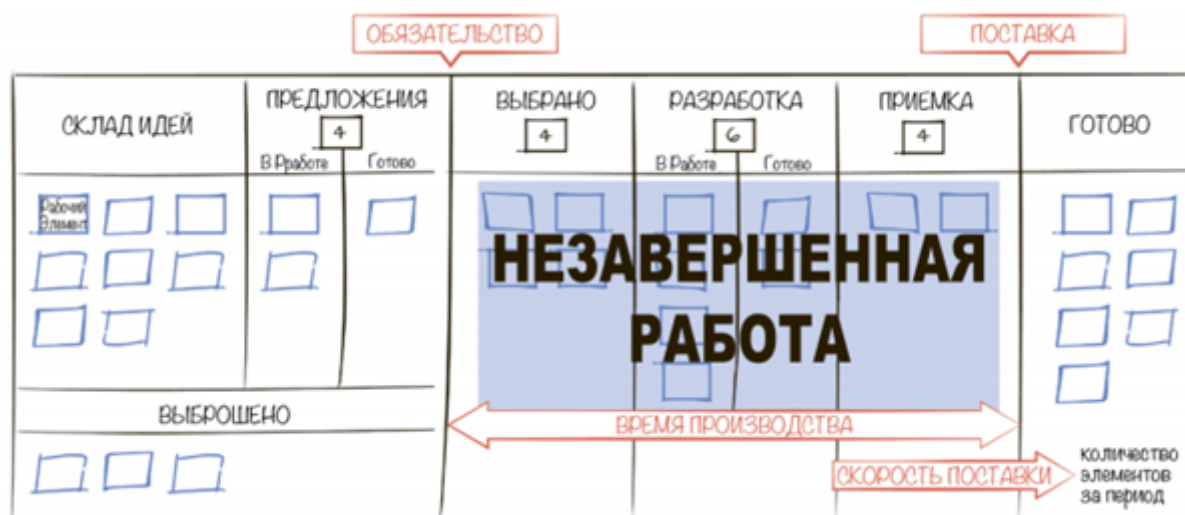 ОБЯЗАТЕЛЬСТВО
ПОСТАВКА
СКЛАД ИДЕЙ
ПРЕДЛОЖЕНИЯ
4
В Рработе
Готово
ВЫБРАНО
4
РАЗРАБОТКА
6
В Работе
Готово
ПРИЕМКА
4
ГОТОВО
Рабочий
Элемент
НЕЗАВЕРШЕННАЯ
РАБОТА
ВЫБРОШЕНО
ВРЕМЯ ПРОИЗВОДСТВА
СКОРОСТЬ ПОСТАВКИ
количество
элементов
за период